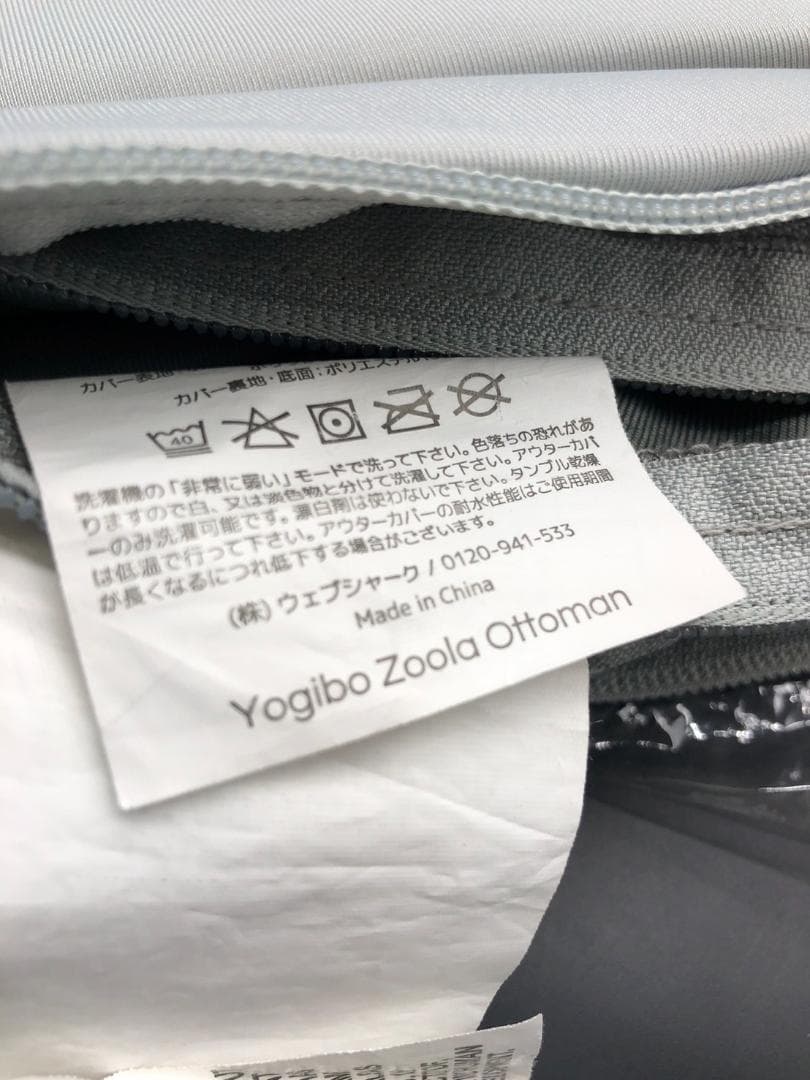 カバー表地
カバー裏地・底面:ポリエステル
40
洗濯機の「非常に弱い」モードで洗って下さい。色落ちの恐れがあ
りますので白、又は淡色物と分けて洗濯して下さい。アウターカバ
ーのみ洗濯可能です。漂白剤は使わないで下さい。タンブル乾燥
は低温で行って下さい。アウターカバーの耐水性能はご使用期間
が長くなるにつれ低下する場合がございます。
(株)ウェブシャーク / 0120-941-533
Made in China
Yogibo Zoola Ottoman